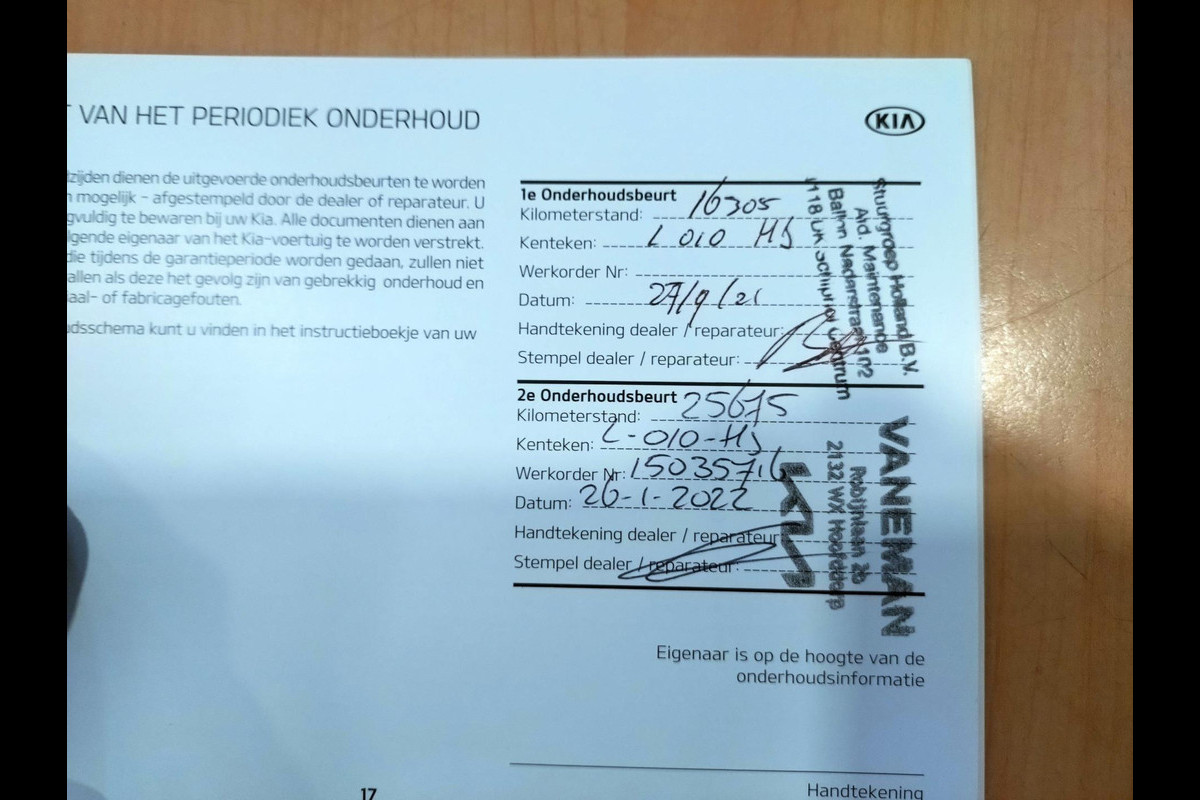 VAN HET PERIODIEK ONDERHOUD
KIA
zijden dienen de uitgevoerde onderhoudsbeurten te worden
mogelijk - afgestempeld door de dealer of reparateur. U
gvuldig te bewaren bij uw Kia. Alle documenten dienen aan
lgende eigenaar van het Kia-voertuig te worden verstrekt.
die tijdens de garantieperiode worden gedaan, zullen niet
allen als deze het gevolg zijn van gebrekkig onderhoud en
aal- of fabricagefouten.
dsschema kunt u vinden in het instructieboekje van uw
1e Onderhoudsbeurt
Kilometerstand: 16305
Kenteken: L 010 HJ
Werkorder Nr:
Datum: 27/9/21
Handtekening dealer / reparateur:
Stempel dealer / reparateur:
Stuurgroep Holland B.V.
Afd. Maintenance
102
Schiphol Centrum
2e Onderhoudsbeurt
Kilometerstand: 25675
Kenteken: L-010-HJ
Werkorder Nr: 15035716
Datum: 26-1-2022
Handtekening dealer / reparateur
Stempel dealer / reparateur:
VANEMAN
Robijnlaan 26
2132 WX Hoofddorp
KIA
Eigenaar is op de hoogte van de
onderhoudsinformatie
17
Handtekening